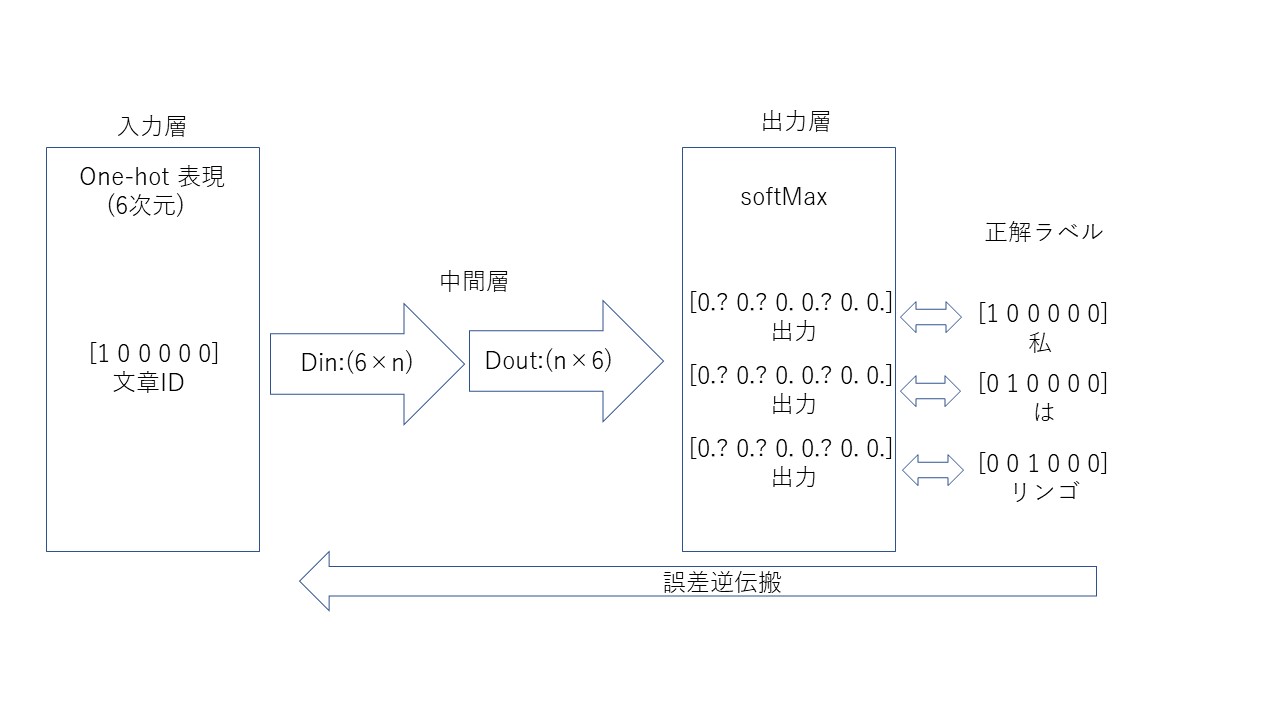 入力層
One-hot 表現
(6次元)
[1 0 0 0 0 0]
文章ID
中間層
Din:(6×n)
Dout:(n×6)
出力層
softMax
[0.? 0.? 0. 0.? 0. 0.]
出力
[0.? 0.? 0. 0.? 0. 0.]
出力
[0.? 0.? 0. 0.? 0. 0.]
出力
正解ラベル
[1 0 0 0 0 0]
私
[0 1 0 0 0 0]
は
[0 0 1 0 0 0]
リンゴ
誤差逆伝搬